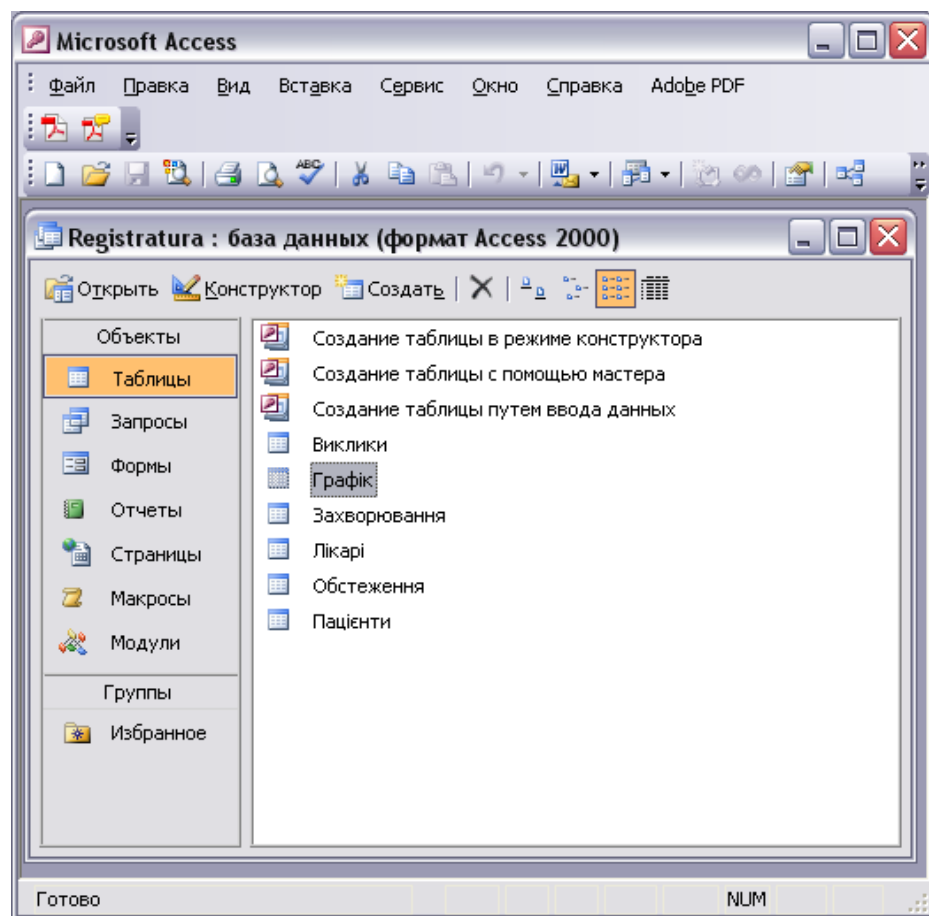 Microsoft Access
Файл Правка Вид Вставка Сервис Окно Справка Adobe PDF
ABC
W
Registratura : база данных (формат Access 2000)
Открыть Конструктор Создать
Объекты
Таблицы
Запросы
Формы
Отчеты
Страницы
Макросы
Модули
Группы
Избранное
Создание таблицы в режиме конструктора
Создание таблицы с помощью мастера
Создание таблицы путем ввода данных
Виклики
Графік
Захворювання
Лікарі
Обстеження
Пацієнти
Готово
NUM